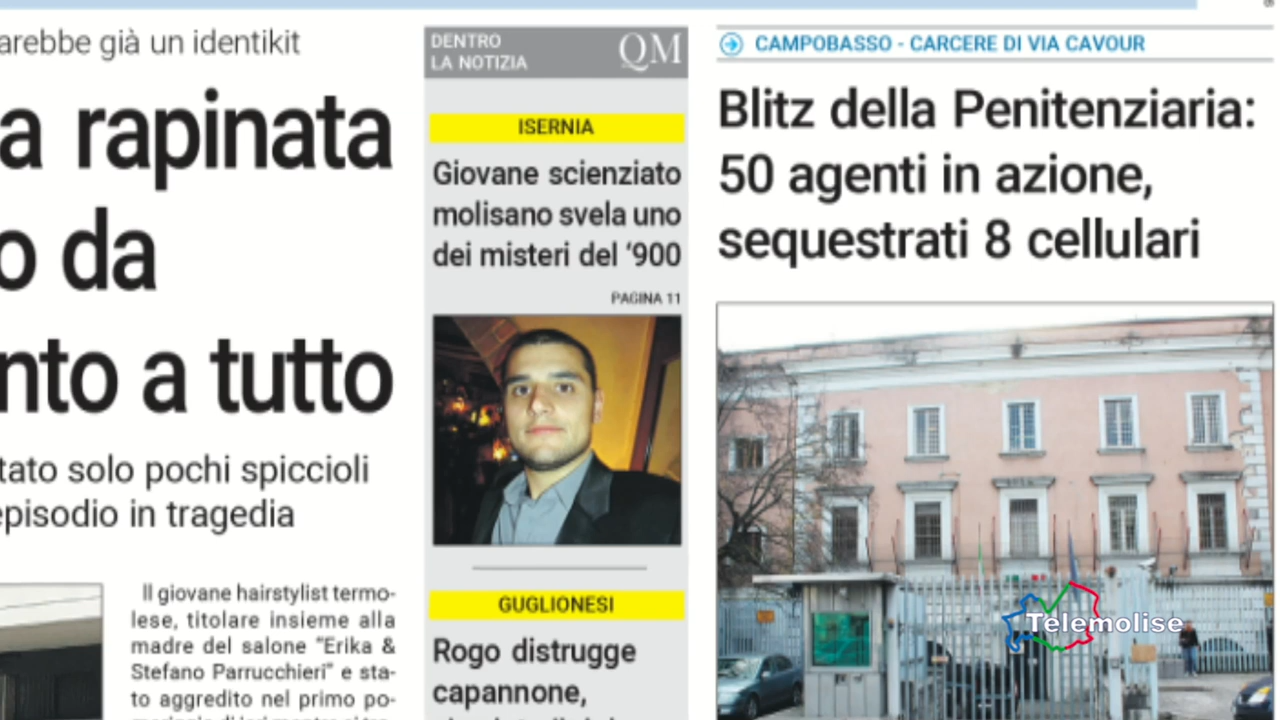 arebbe già un identikit
a rapinata
o da
nto a tutto
tato solo pochi spiccioli
episodio in tragedia
Il giovane hairstylist termo-
lese, titolare insieme alla
madre del salone "Erika &
Stefano Parrucchieri" e sta-
to aggredito nel primo po-
DENTRO
LA NOTIZIA
QM
ISERNIA
Giovane scienziato
molisano svela uno
dei misteri del ‘900
PAGINA 11
GUGLIONESI
Rogo distrugge
capannone,
CAMPOBASSO - CARCERE DI VIA CAVOUR
Blitz della Penitenziaria:
50 agenti in azione,
sequestrati 8 cellulari
Telemolise